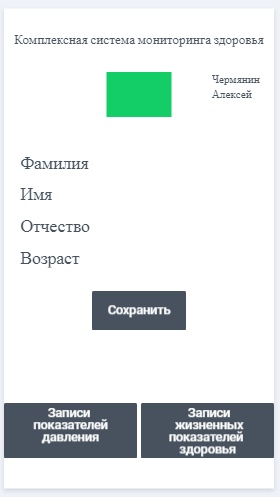 Комплексная система мониторинга здоровья
Чермянин
Алексей
Фамилия
Имя
Отчество
Возраст
Сохранить
Записи
показателей
давления
Записи
жизненных
показателей
здоровья